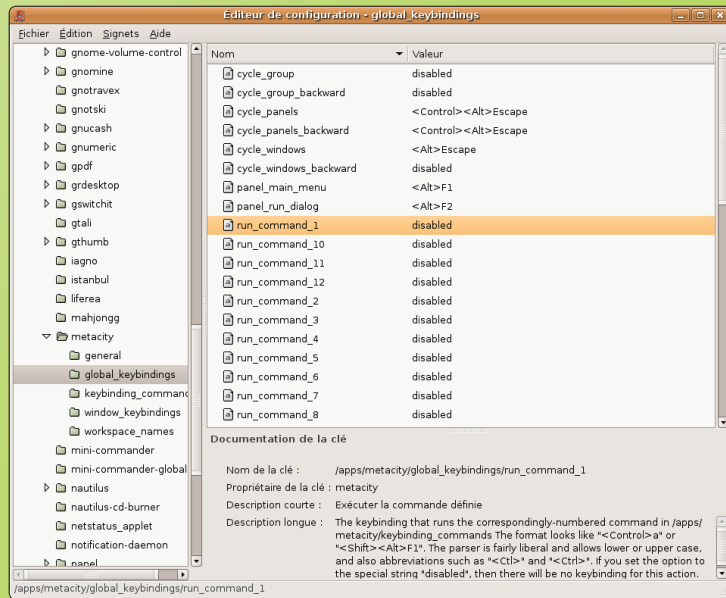 Éditeur de configuration - global_keybindings
Fichier Édition Signets Aide
gnome-volume-control
gnomine
gnotravex
gnotski
gnucash
gnumeric
gpdf
grdesktop
gswitchit
gtali
gthumb
iagno
istanbul
liferea
mahjongg
metacity
general
global_keybindings
keybinding_command
window_keybindings
workspace_names
mini-commander
mini-commander-global
nautilus
nautilus-cd-burner
netstatus_applet
notification-daemon
panel
Nom Valeur
cycle_group disabled
cycle_group_backward disabled
cycle_panels <Control><Alt>Escape
cycle_panels_backward <Control><Alt>Escape
cycle_windows <Alt>Escape
cycle_windows_backward disabled
panel_main_menu <Alt>F1
panel_run_dialog <Alt>F2
run_command_1 disabled
run_command_10 disabled
run_command_11 disabled
run_command_12 disabled
run_command_2 disabled
run_command_3 disabled
run_command_4 disabled
run_command_5 disabled
run_command_6 disabled
run_command_7 disabled
run_command_8 disabled
Documentation de la clé
Nom de la clé : /apps/metacity/global_keybindings/run_command_1
Propriétaire de la clé : metacity
Description courte : Exécuter la commande définie
Description longue : The keybinding that runs the correspondingly-numbered command in /apps/
metacity/keybinding_commands The format looks like "<Control>a" or
"<Shift><Alt>F1". The parser is fairly liberal and allows lower or upper case,
and also abbreviations such as "<Ctl>" and "<Ctrl>". If you set the option to
the special string "disabled", then there will be no keybinding for this action.
/apps/metacity/global_keybindings/run_command_1